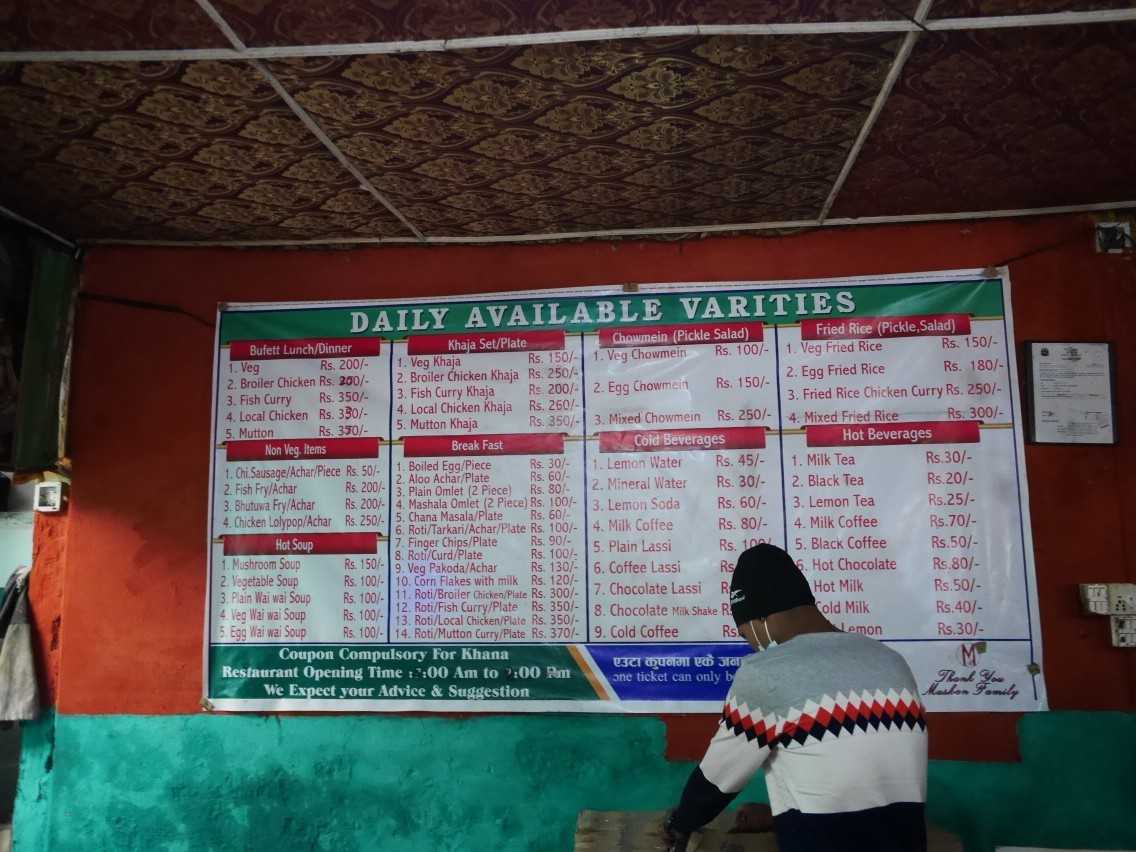 DAILY AVAILABLE VARITIES
Bufett Lunch/Dinner
1. Veg Rs. 200/-
2. Broiler Chicken Rs.
3. Fish Curry Rs. 350/-
4. Local Chicken Rs.
5. Mutton Rs.
Non Veg. Items
1. Chi.Sausage/Achar/Piece Rs. 50/-
2. Fish Fry/Achar Rs. 200/-
3. Bhutuwa Fry/Achar Rs. 200/-
4. Chicken Lolypop/Achar Rs. 250/-
Hot Soup
1. Mushroom Soup Rs. 150/-
2. Vegetable Soup Rs. 100/-
3. Plain Wai wai Soup Rs. 100/-
4. Veg Wai wai Soup Rs. 100/-
5. Egg Wai wai Soup Rs. 100/-
Khaja Set/Plate
1. Veg Khaja Rs. 150/-
2. Broiler Chicken Khaja Rs. 250/-
3. Fish Curry Khaja Rs. 200/-
4. Local Chicken Khaja Rs. 260/-
5. Mutton Khaja Rs. 350/-
Break Fast
1. Boiled Egg/Piece Rs. 30/-
2. Aloo Achar/Plate Rs. 60/-
3. Plain Omlet (2 Piece) Rs. 80/-
4. Mashala Omlet (2 Piece) Rs. 100/-
5. Chana Masala/Plate Rs. 60/-
6. Roti/Tarkari/Achar/Plate Rs. 100/-
7. Finger Chips/Plate Rs. 90/-
8. Roti/Curd/Plate Rs. 100/-
9. Veg Pakoda/Achar Rs. 130/-
10. Corn Flakes with milk Rs. 120/-
11. Roti/Broiler Chicken/Plate Rs. 300/-
12. Roti/Fish Curry/Plate Rs. 350/-
13. Roti/Local Chicken/Plate Rs. 350/-
14. Roti/Mutton Curry/Plate Rs. 370/-
Chowmein (Pickle Salad)
1. Veg Chowmein Rs. 100/-
2. Egg Chowmein Rs. 150/-
3. Mixed Chowmein Rs. 250/-
Cold Beverages
1. Lemon Water Rs. 45/-
2. Mineral Water Rs. 30/-
3. Lemon Soda Rs. 60/-
4. Milk Coffee Rs. 80/-
5. Plain Lassi Rs. 100/-
6. Coffee Lassi Rs
7. Chocolate Lassi Rs
8. Chocolate Milk Shake R
9. Cold Coffee Rs.
Fried Rice (Pickle,Salad)
1. Veg Fried Rice Rs. 150/-
2. Egg Fried Rice Rs. 180/-
3. Fried Rice Chicken Curry Rs. 250/-
4. Mixed Fried Rice Rs. 300/-
Hot Beverages
1. Milk Tea Rs.30/-
2. Black Tea Rs.20/-
3. Lemon Tea Rs.25/-
4. Milk Coffee Rs.70/-
5. Black Coffee Rs.50/-
6. Hot Chocolate Rs.80/-
Hot Milk Rs.50/-
Cold Milk Rs.40/-
Lemon Rs.30/-
Coupon Compulsory For Khana
Restaurant Opening Time :00 Am to :00 Pm
We Expect your Advice & Suggestion
एउटा कुपनमा एकै जना
one ticket can only b
M
Thank You
Mashon Family